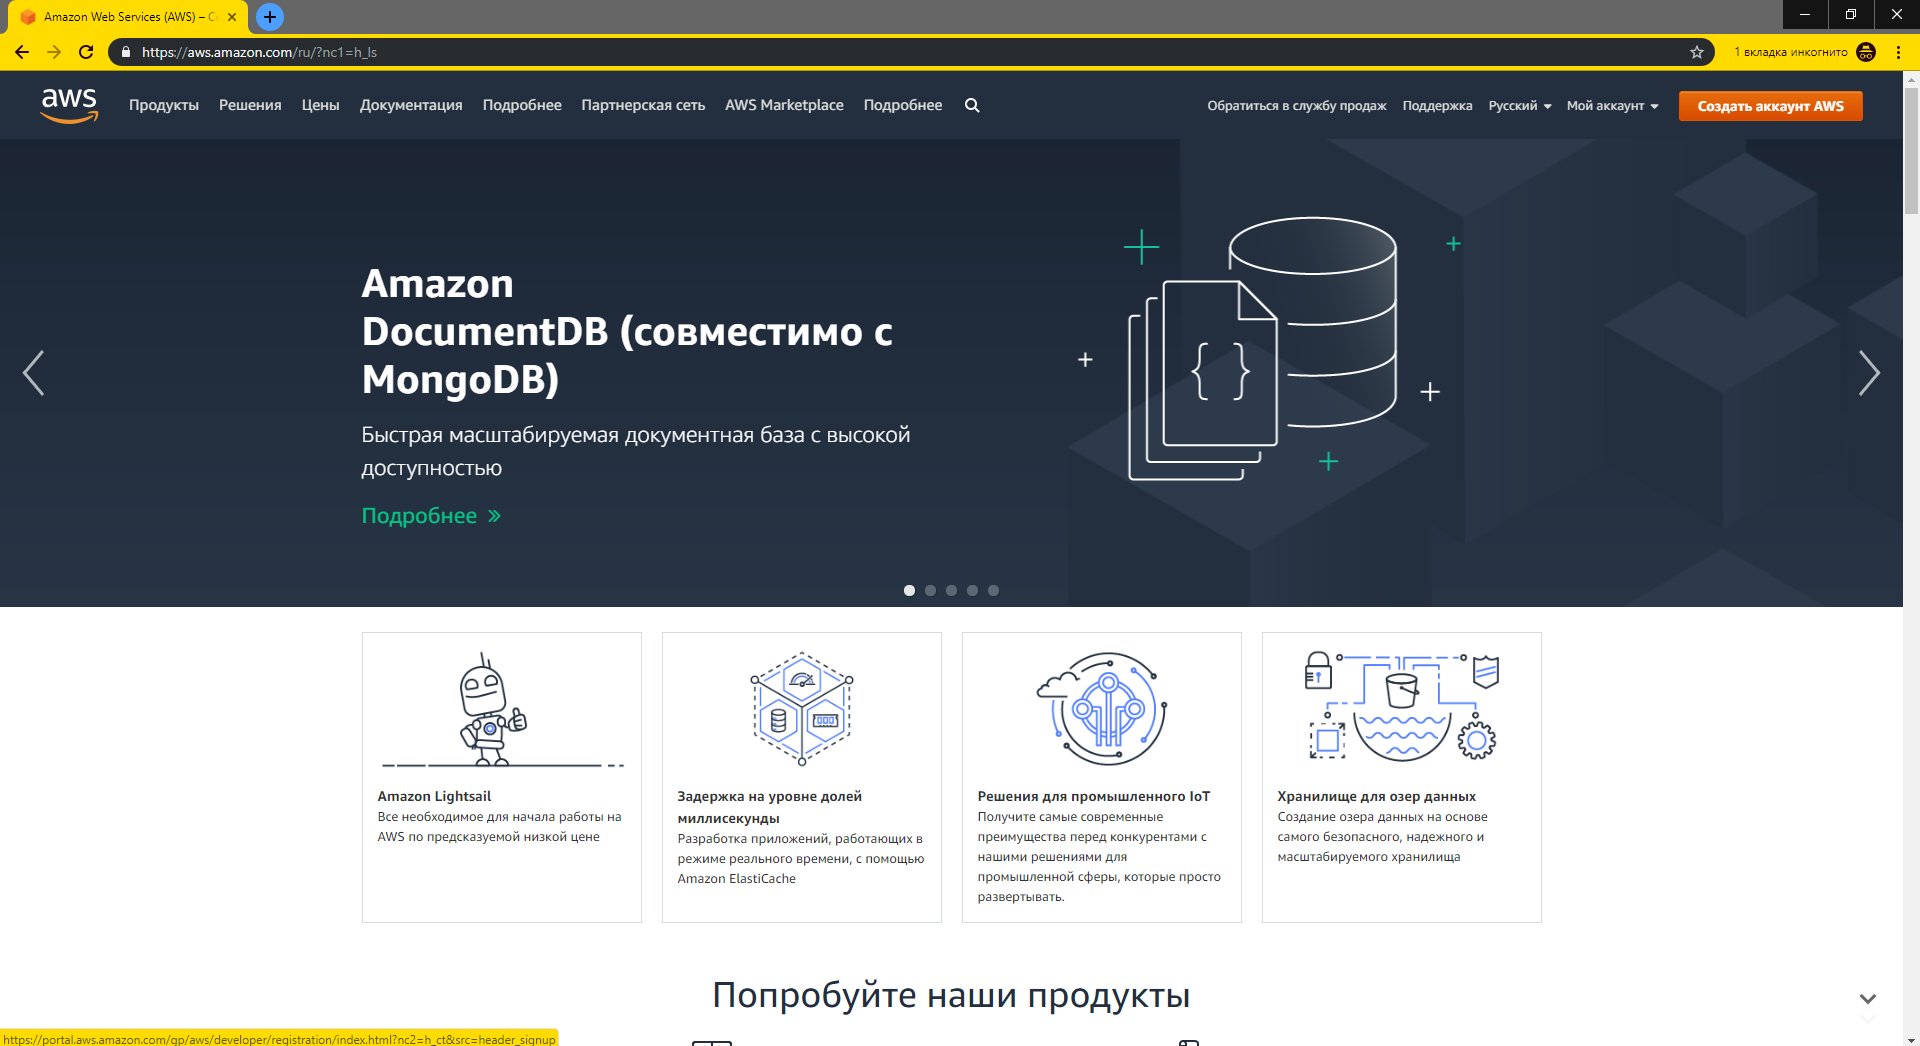 Amazon Web Services (AWS) – Се
https://aws.amazon.com/ru/?nc1=h_ls
1 вкладка инкогнито
aws
Продукты Решения Цены Документация Подробнее Партнерская сеть AWS Marketplace Подробнее
Обратиться в службу продаж Поддержка Русский Мой аккаунт Создать аккаунт AWS
Amazon
DocumentDB (совместимо с
MongoDB)
Быстрая масштабируемая документная база с высокой
доступностью
Подробнее »
{ }
Amazon Lightsail
Все необходимое для начала работы на
AWS по предсказуемой низкой цене
Задержка на уровне долей
миллисекунды
Разработка приложений, работающих в
режиме реального времени, с помощью
Amazon ElastiCache
Решения для промышленного IoT
Получите самые современные
преимущества перед конкурентами с
нашими решениями для
промышленной сферы, которые просто
развертывать.
Хранилище для озер данных
Создание озера данных на основе
самого безопасного, надежного и
масштабируемого хранилища
Попробуйте наши продукты
https://portal.aws.amazon.com/gp/aws/developer/registration/index.html?nc2=h_ct&src=header_signup